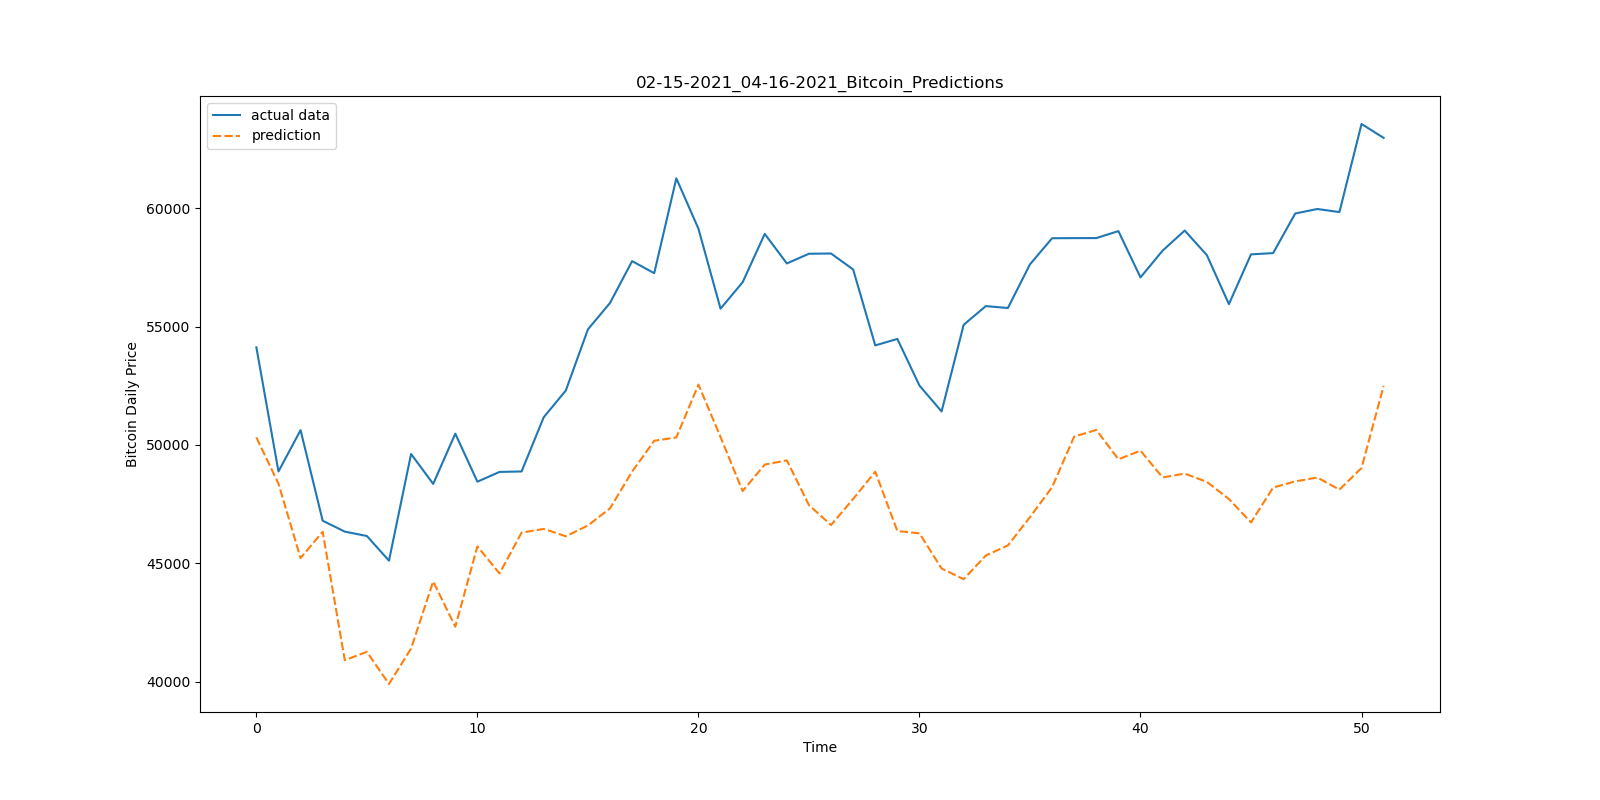 02-15-2021_04-16-2021_Bitcoin_Predictions
actual data
prediction
Bitcoin Daily Price
60000
55000
50000
45000
40000
0 10 20 30 40 50
Time